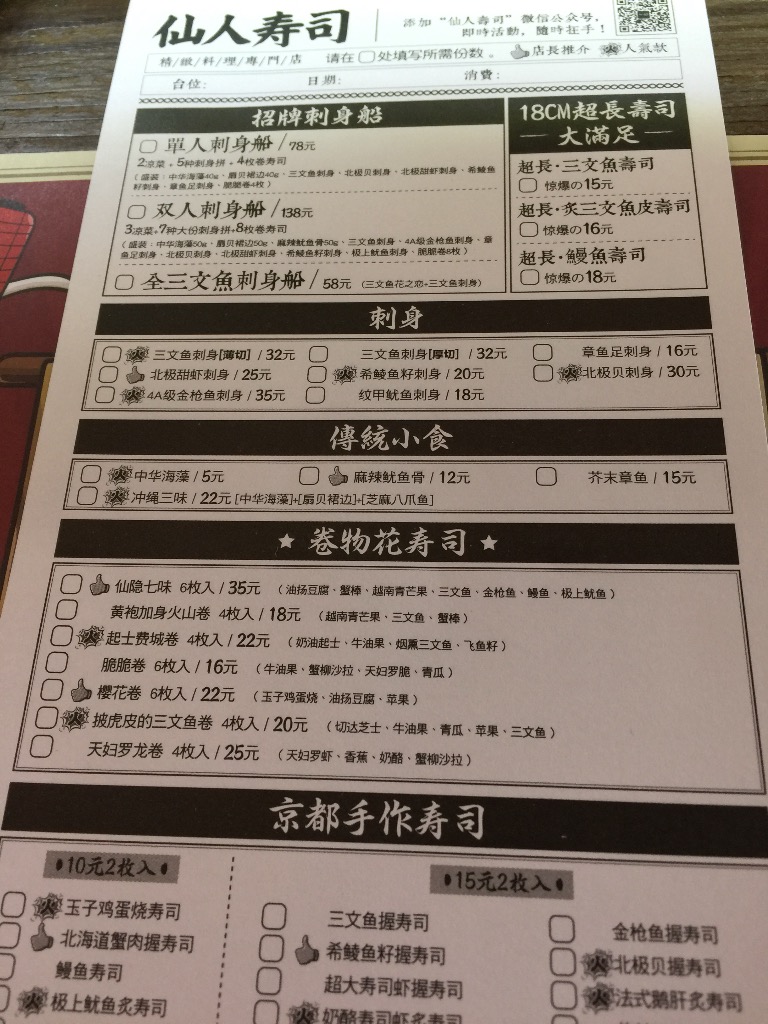 仙人寿司
添加“仙人寿司”微信公众号，
即時活動，隨時狂手！
精/緻/料/理/專/門/店 请在 处填写所需份数。 店長推介 火 人氣款
台位: 日期: 消費:
招牌刺身船
單人刺身船 / 78元
2凉菜 + 5种刺身拼 + 4枚卷寿司
（盛装：中华海藻40g、扇贝裙边40g、三文鱼刺身、北极贝刺身、北极甜虾刺身、希鲮鱼
籽刺身、章鱼足刺身、脆脆卷4枚）
双人刺身船 / 138元
3凉菜+7种大份刺身拼+8枚卷寿司
（盛装：中华海藻50g、扇贝裙边50g、麻辣鱿鱼骨50g、三文鱼刺身、4A级金枪鱼刺身、章
鱼足刺身、北极贝刺身、北极甜虾刺身、希鲮鱼籽刺身、极上鱿鱼刺身、脆脆卷8枚）
全三文魚刺身船 / 58元 （三文鱼花之恋+三文鱼刺身）
18CM超長壽司
— 大滿足 —
超長·三文魚壽司
惊爆の15元
超長·炙三文魚皮壽司
惊爆の16元
超長·鰻魚壽司
惊爆の18元
刺身
火 三文鱼刺身[薄切] / 32元 三文鱼刺身[厚切] / 32元 章鱼足刺身 / 16元
北极甜虾刺身 / 25元 火 希鲮鱼籽刺身 / 20元 火 北极贝刺身 / 30元
火 4A级金枪鱼刺身 / 35元 纹甲鱿鱼刺身 / 18元
傳統小食
火 中华海藻 / 5元 麻辣鱿鱼骨 / 12元 芥末章鱼 / 15元
火 冲绳三味 / 22元 [中华海藻]+[扇贝裙边]+[芝麻八爪鱼]
★ 卷物花寿司 ★
仙隐七味 6枚入 / 35元 （油扬豆腐、蟹棒、越南青芒果、三文鱼、金枪鱼、鳗鱼、极上鱿鱼）
黄袍加身火山卷 4枚入 / 18元 （越南青芒果、三文鱼、蟹棒）
火 起士费城卷 4枚入 / 22元 （奶油起士、牛油果、烟熏三文鱼、飞鱼籽）
脆脆卷 6枚入 / 16元 （牛油果、蟹柳沙拉、天妇罗脆、青瓜）
櫻花卷 6枚入 / 22元 （玉子鸡蛋烧、油扬豆腐、苹果）
火 披虎皮的三文鱼卷 4枚入 / 20元 （切达芝士、牛油果、青瓜、苹果、三文鱼）
天妇罗龙卷 4枚入 / 25元 （天妇罗虾、香蕉、奶酪、蟹柳沙拉）
京都手作寿司
10元2枚入
火 玉子鸡蛋烧寿司
北海道蟹肉握寿司
鳗鱼寿司
火 极上鱿鱼炙寿司
15元2枚入
三文鱼握寿司 金枪鱼握寿司
希鲮鱼籽握寿司 火 北极贝握寿司
超大寿司虾握寿司 火 法式鹅肝炙寿司
火 奶酪寿司虾炙寿司